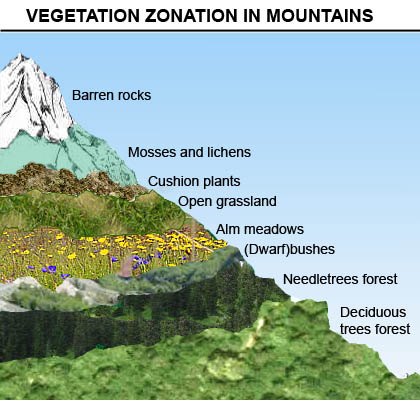 VEGETATION ZONATION IN MOUNTAINS
Barren rocks
Mosses and lichens
Cushion plants
Open grassland
Alm meadows
(Dwarf)bushes
Needletrees forest
Deciduous
trees forest